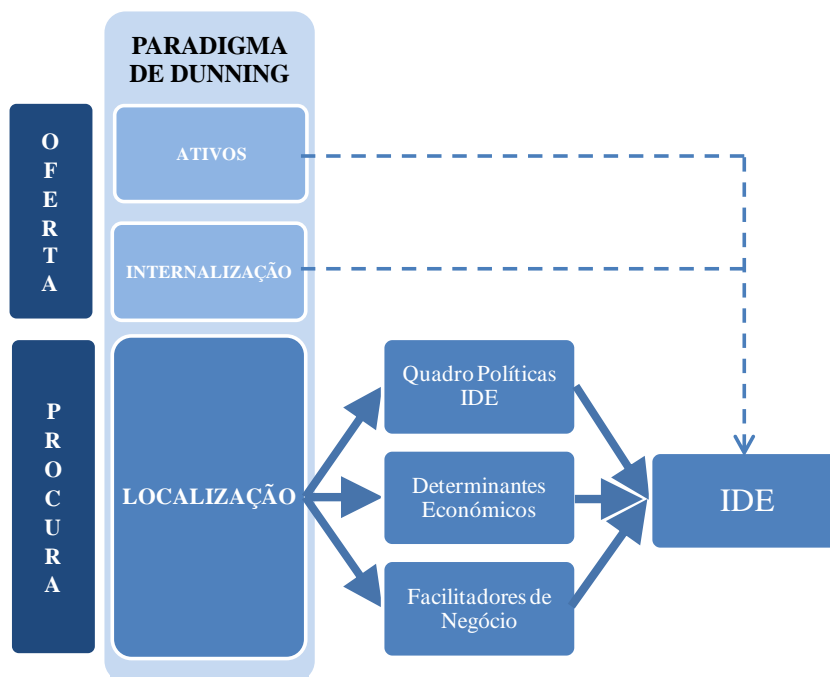 PARADIGMA
DE DUNNING
OFERTA
ATIVOS
INTERNALIZAÇÃO
PROCURA
LOCALIZAÇÃO
Quadro Políticas
IDE
Determinantes
Económicos
Facilitadores de
Negócio
IDE